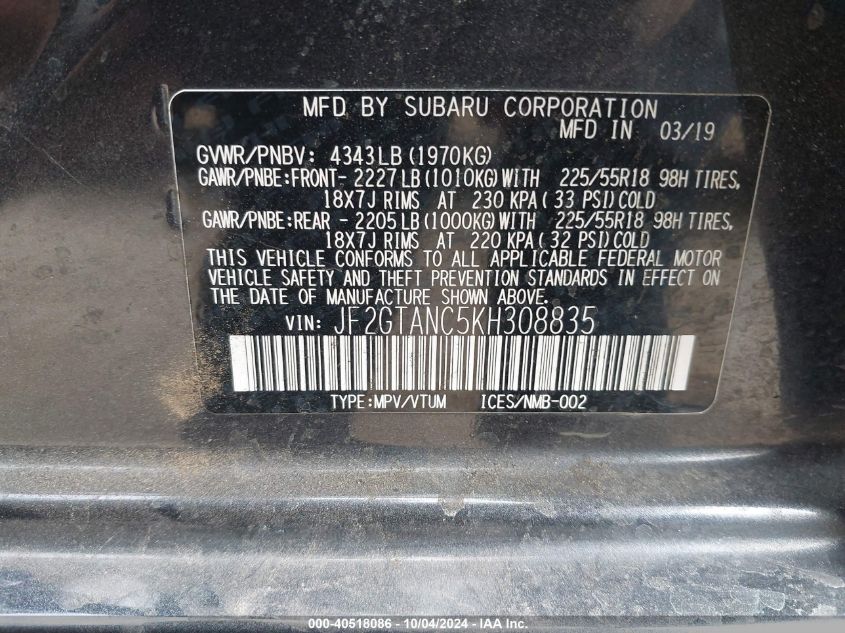 MFD BY SUBARU CORPORATION
MFD IN 03/19
GVWR/PNBV: 4343LB(1970KG)
GAWR/PNBE:FRONT-2227LB(1010KG)WITH 225/55R18 98H TIRES,
18X7J RIMS AT 230 KPA(33 PSI)COLD
GAWR/PNBE:REAR -2205LB(1000KG)WITH 225/55R18 98H TIRES,
18X7J RIMS AT 220 KPA(32 PSI)COLD
THIS VEHICLE CONFORMS TO ALL APPLICABLE FEDERAL MOTOR
VEHICLE SAFETY AND THEFT PREVENTION STANDARDS IN EFFECT ON
THE DATE OF MANUFACTURE SHOWN ABOVE.
VIN: JF2GTANC5KH308835
TYPE:MPV/VTUM ICES/NMB-002
000-40518086 - 10/04/2024 - IAA Inc.